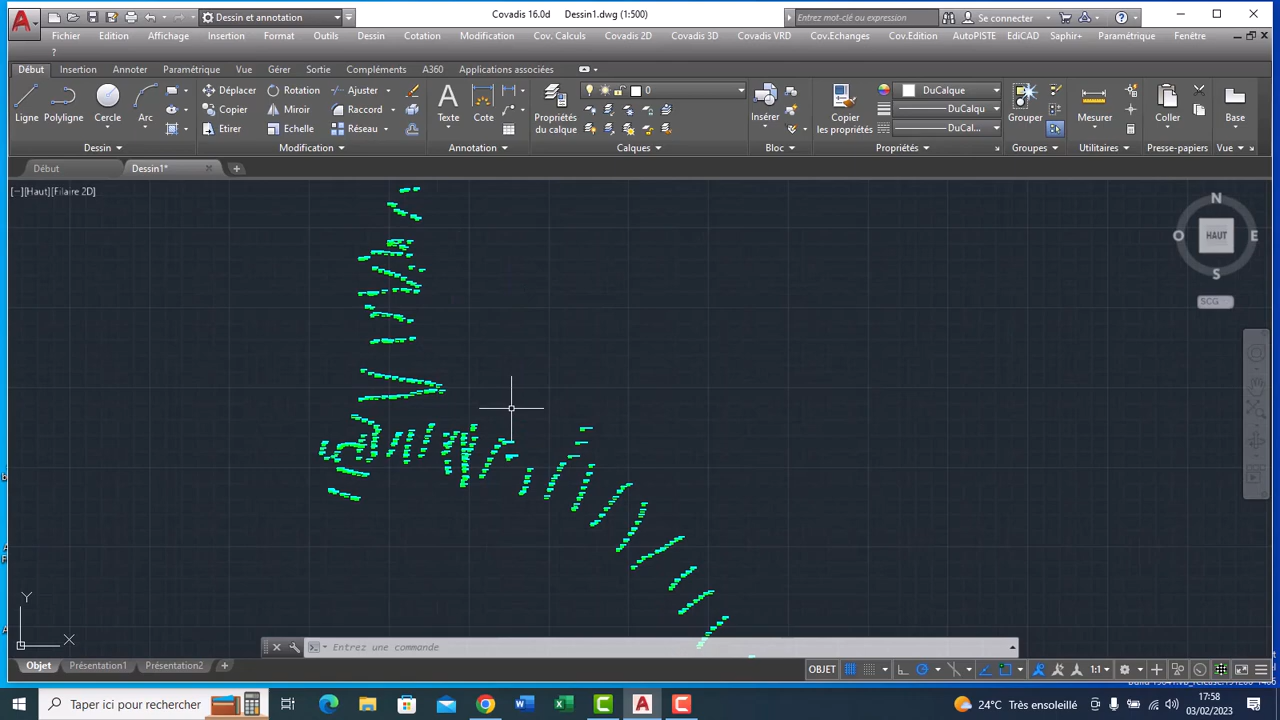 Dessin et annotation
Covadis 16.0d Dessin1.dwg (1:500)
Entrez mot-clé ou expression
Se connecter
Fichier Edition Affichage Insertion Format Outils Dessin Cotation Modification Cov. Calculs Covadis 2D Covadis 3D Covadis VRD Cov.Echanges Cov.Edition AutoPISTE EdiCAD Saphir+ Paramétrique Fenêtre
?
Début Insertion Annoter Paramétrique Vue Gérer Sortie Compléments A360 Applications associées
Ligne Polyligne Cercle Arc
Déplacer Rotation Ajuster
Copier Miroir Raccord
Etirer Echelle Réseau
Texte Cote
Propriétés du calque
0
Insérer
Copier les propriétés
DuCalque
DuCalqu
DuCal...
Grouper
Mesurer
Coller
Base
Dessin Modification Annotation Calques Bloc Propriétés Groupes Utilitaires Presse-papiers Vue
Début Dessin1*
[−][Haut][Filaire 2D]
N
O HAUT E
S
SCG
Y
X
Entrez une commande
Objet Présentation1 Présentation2
OBJET
1:1
Taper ici pour rechercher
24°C Très ensoleillé
17:58
03/02/2023